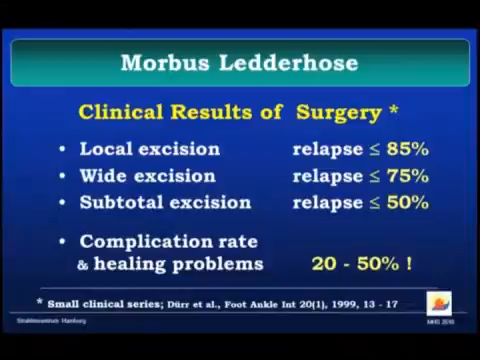 Morbus Ledderhose
Clinical Results of Surgery *
• Local excision relapse ≤ 85%
• Wide excision relapse ≤ 75%
• Subtotal excision relapse ≤ 50%
• Complication rate
& healing problems 20 - 50% !
* Small clinical series; Dürr et al., Foot Ankle Int 20(1), 1999, 13 - 17
Hamburg